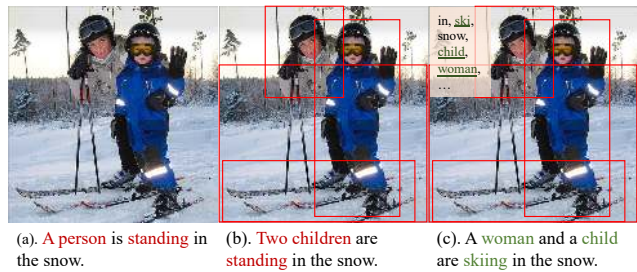 in, ski,
snow,
child,
woman,
...
(a). A person is standing in
the snow.
(b). Two children are
standing in the snow.
(c). A woman and a child
are skiing in the snow.